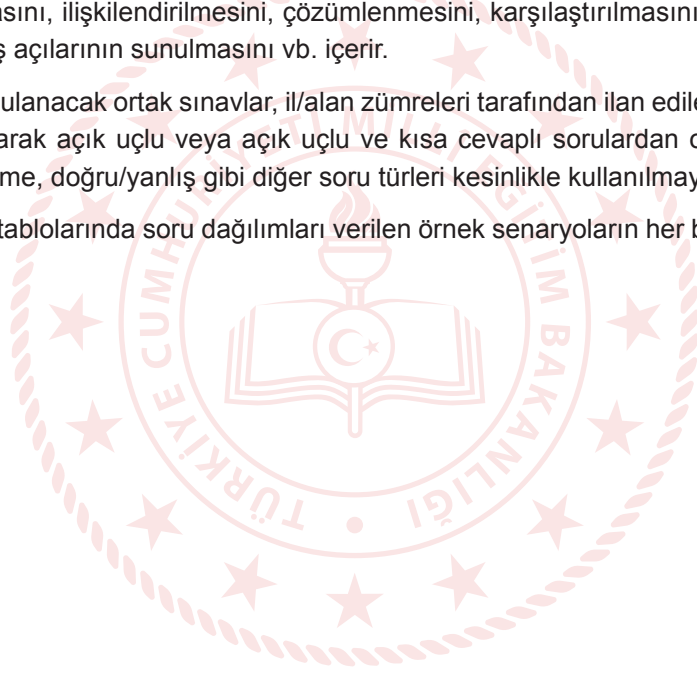 asını, ilişkilendirilmesini, çözümlenmesini, karşılaştırılmasını
ş açılarının sunulmasını vb. içerir.
ulanacak ortak sınavlar, il/alan zümreleri tarafından ilan edile
arak açık uçlu veya açık uçlu ve kısa cevaplı sorulardan o
me, doğru/yanlış gibi diğer soru türleri kesinlikle kullanılmay
tablolarında soru dağılımları verilen örnek senaryoların her b
TÜRKİYE CUMHURİYETİ MİLLÎ EĞİTİM BAKANLIĞI